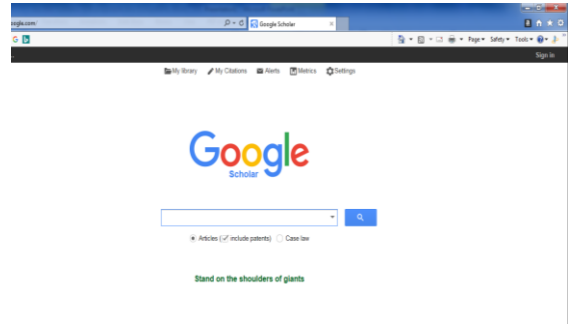 oogle.com/
Google Scholar
Page Safety Tools
Sign in
My library My Citations Alerts Metrics Settings
Google
Scholar
Articles (✓ include patents) Case law
Stand on the shoulders of giants